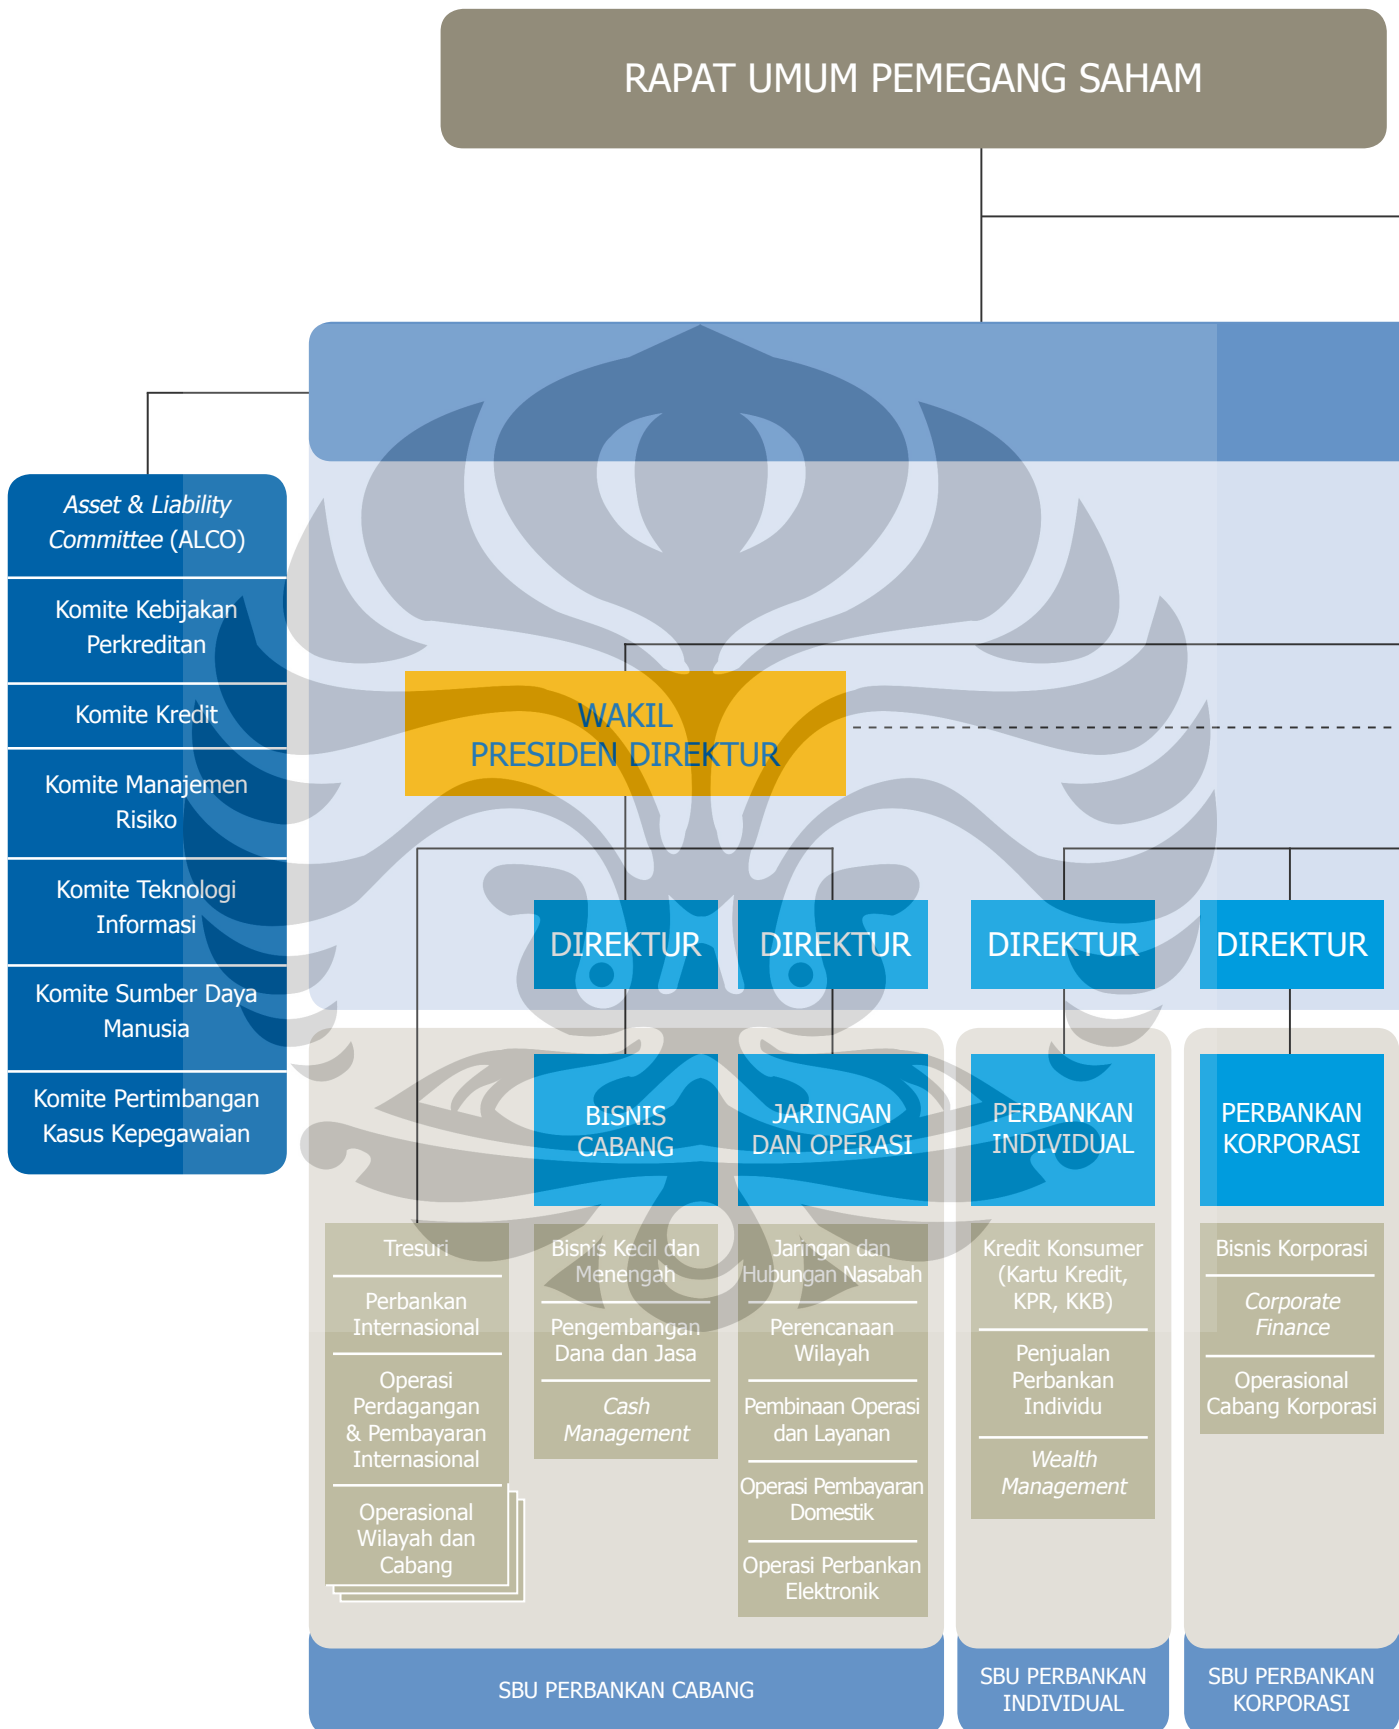 RAPAT UMUM PEMEGANG SAHAM
Asset & Liability
Committee (ALCO)
Komite Kebijakan
Perkreditan
Komite Kredit
Komite Manajemen
Risiko
Komite Teknologi
Informasi
Komite Sumber Daya
Manusia
Komite Pertimbangan
Kasus Kepegawaian
WAKIL
PRESIDEN DIREKTUR
DIREKTUR
DIREKTUR
DIREKTUR
DIREKTUR
BISNIS
CABANG
JARINGAN
DAN OPERASI
PERBANKAN
INDIVIDUAL
PERBANKAN
KORPORASI
Tresuri
Perbankan
Internasional
Operasi
Perdagangan
& Pembayaran
Internasional
Operasional
Wilayah dan
Cabang
Bisnis Kecil dan
Menengah
Pengembangan
Dana dan Jasa
Cash
Management
Jaringan dan
Hubungan Nasabah
Perencanaan
Wilayah
Pembinaan Operasi
dan Layanan
Operasi Pembayaran
Domestik
Operasi Perbankan
Elektronik
Kredit Konsumer
(Kartu Kredit,
KPR, KKB)
Penjualan
Perbankan
Individu
Wealth
Management
Bisnis Korporasi
Corporate
Finance
Operasional
Cabang Korporasi
SBU PERBANKAN CABANG
SBU PERBANKAN
INDIVIDUAL
SBU PERBANKAN
KORPORASI